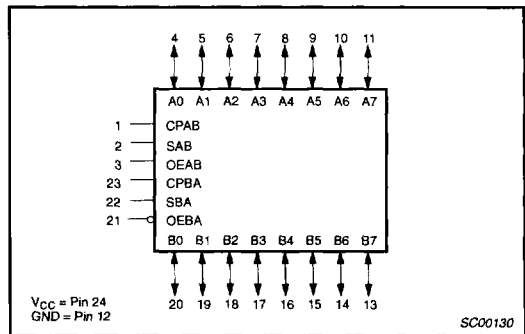 4 5 6 7 8 9 10 11
A0 A1 A2 A3 A4 A5 A6 A7
1 CPAB
2 SAB
3 OEAB
23 CPBA
22 SBA
21 OEBA
B0 B1 B2 B3 B4 B5 B6 B7
20 19 18 17 16 15 14 13
VCC = Pin 24
GND = Pin 12
SC00130